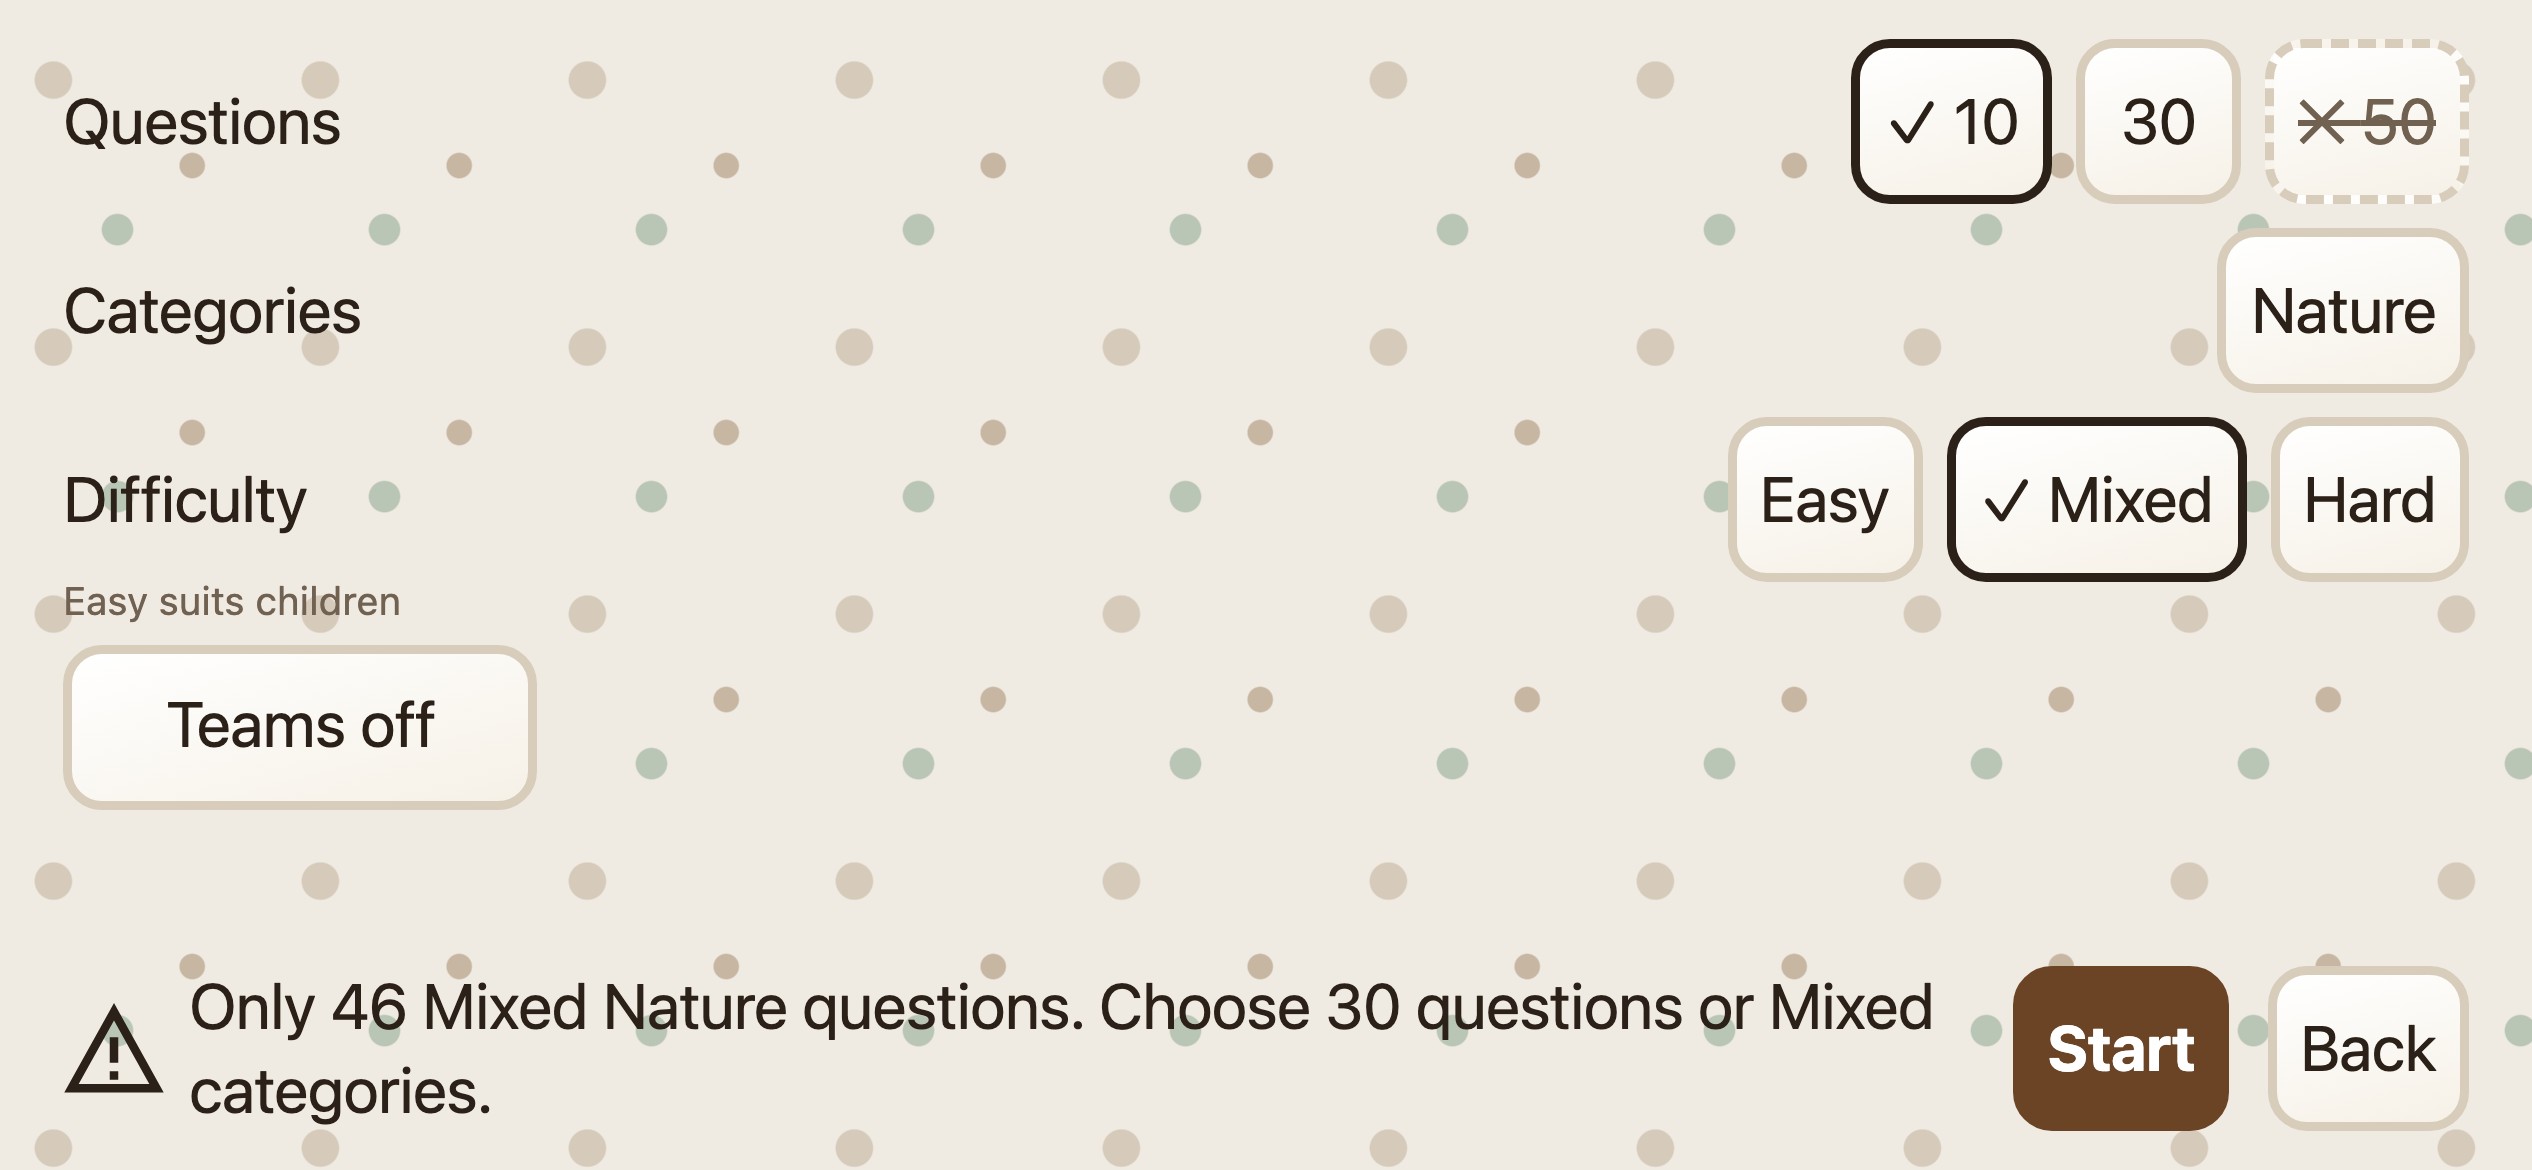 Questions ✓ 10 30 ✕ 50
Categories Nature
Difficulty Easy ✓ Mixed Hard
Easy suits children
Teams off
Only 46 Mixed Nature questions. Choose 30 questions or Mixed
categories.
Start Back